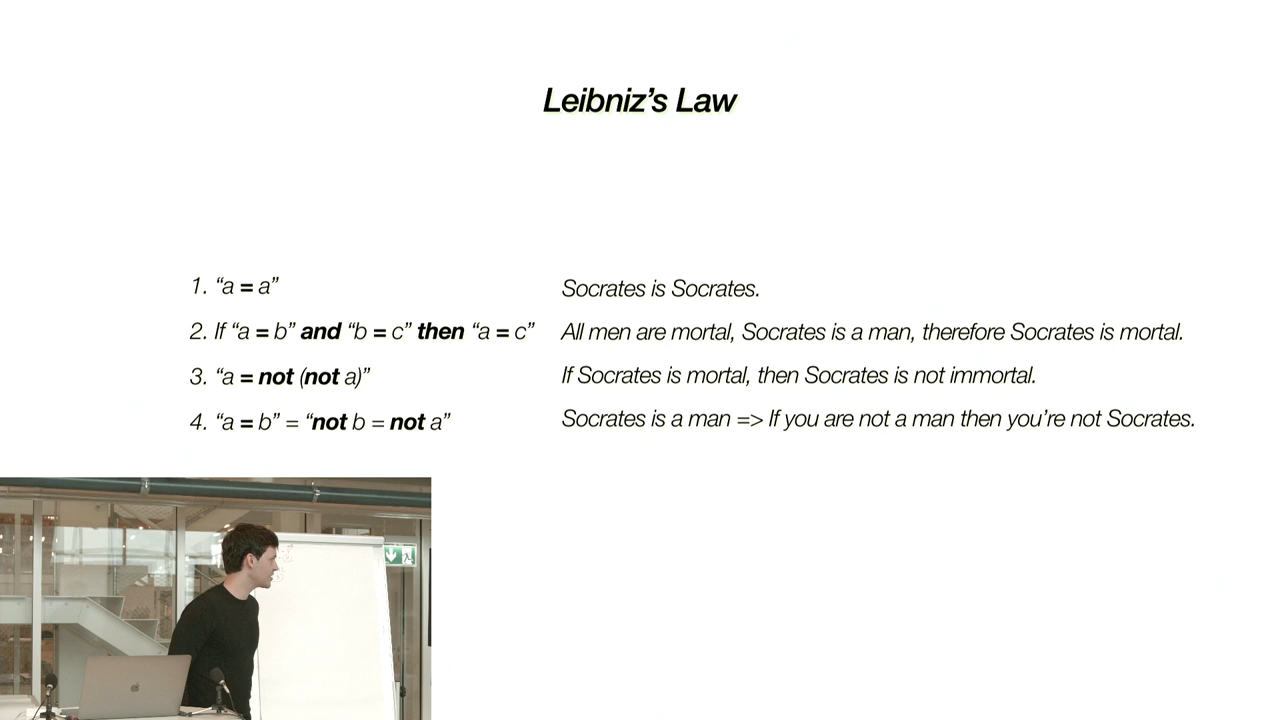 Leibniz’s Law
1. “a = a”
Socrates is Socrates.
2. If “a = b” and “b = c” then “a = c”
All men are mortal, Socrates is a man, therefore Socrates is mortal.
3. “a = not (not a)”
If Socrates is mortal, then Socrates is not immortal.
4. “a = b” = “not b = not a”
Socrates is a man => If you are not a man then you’re not Socrates.